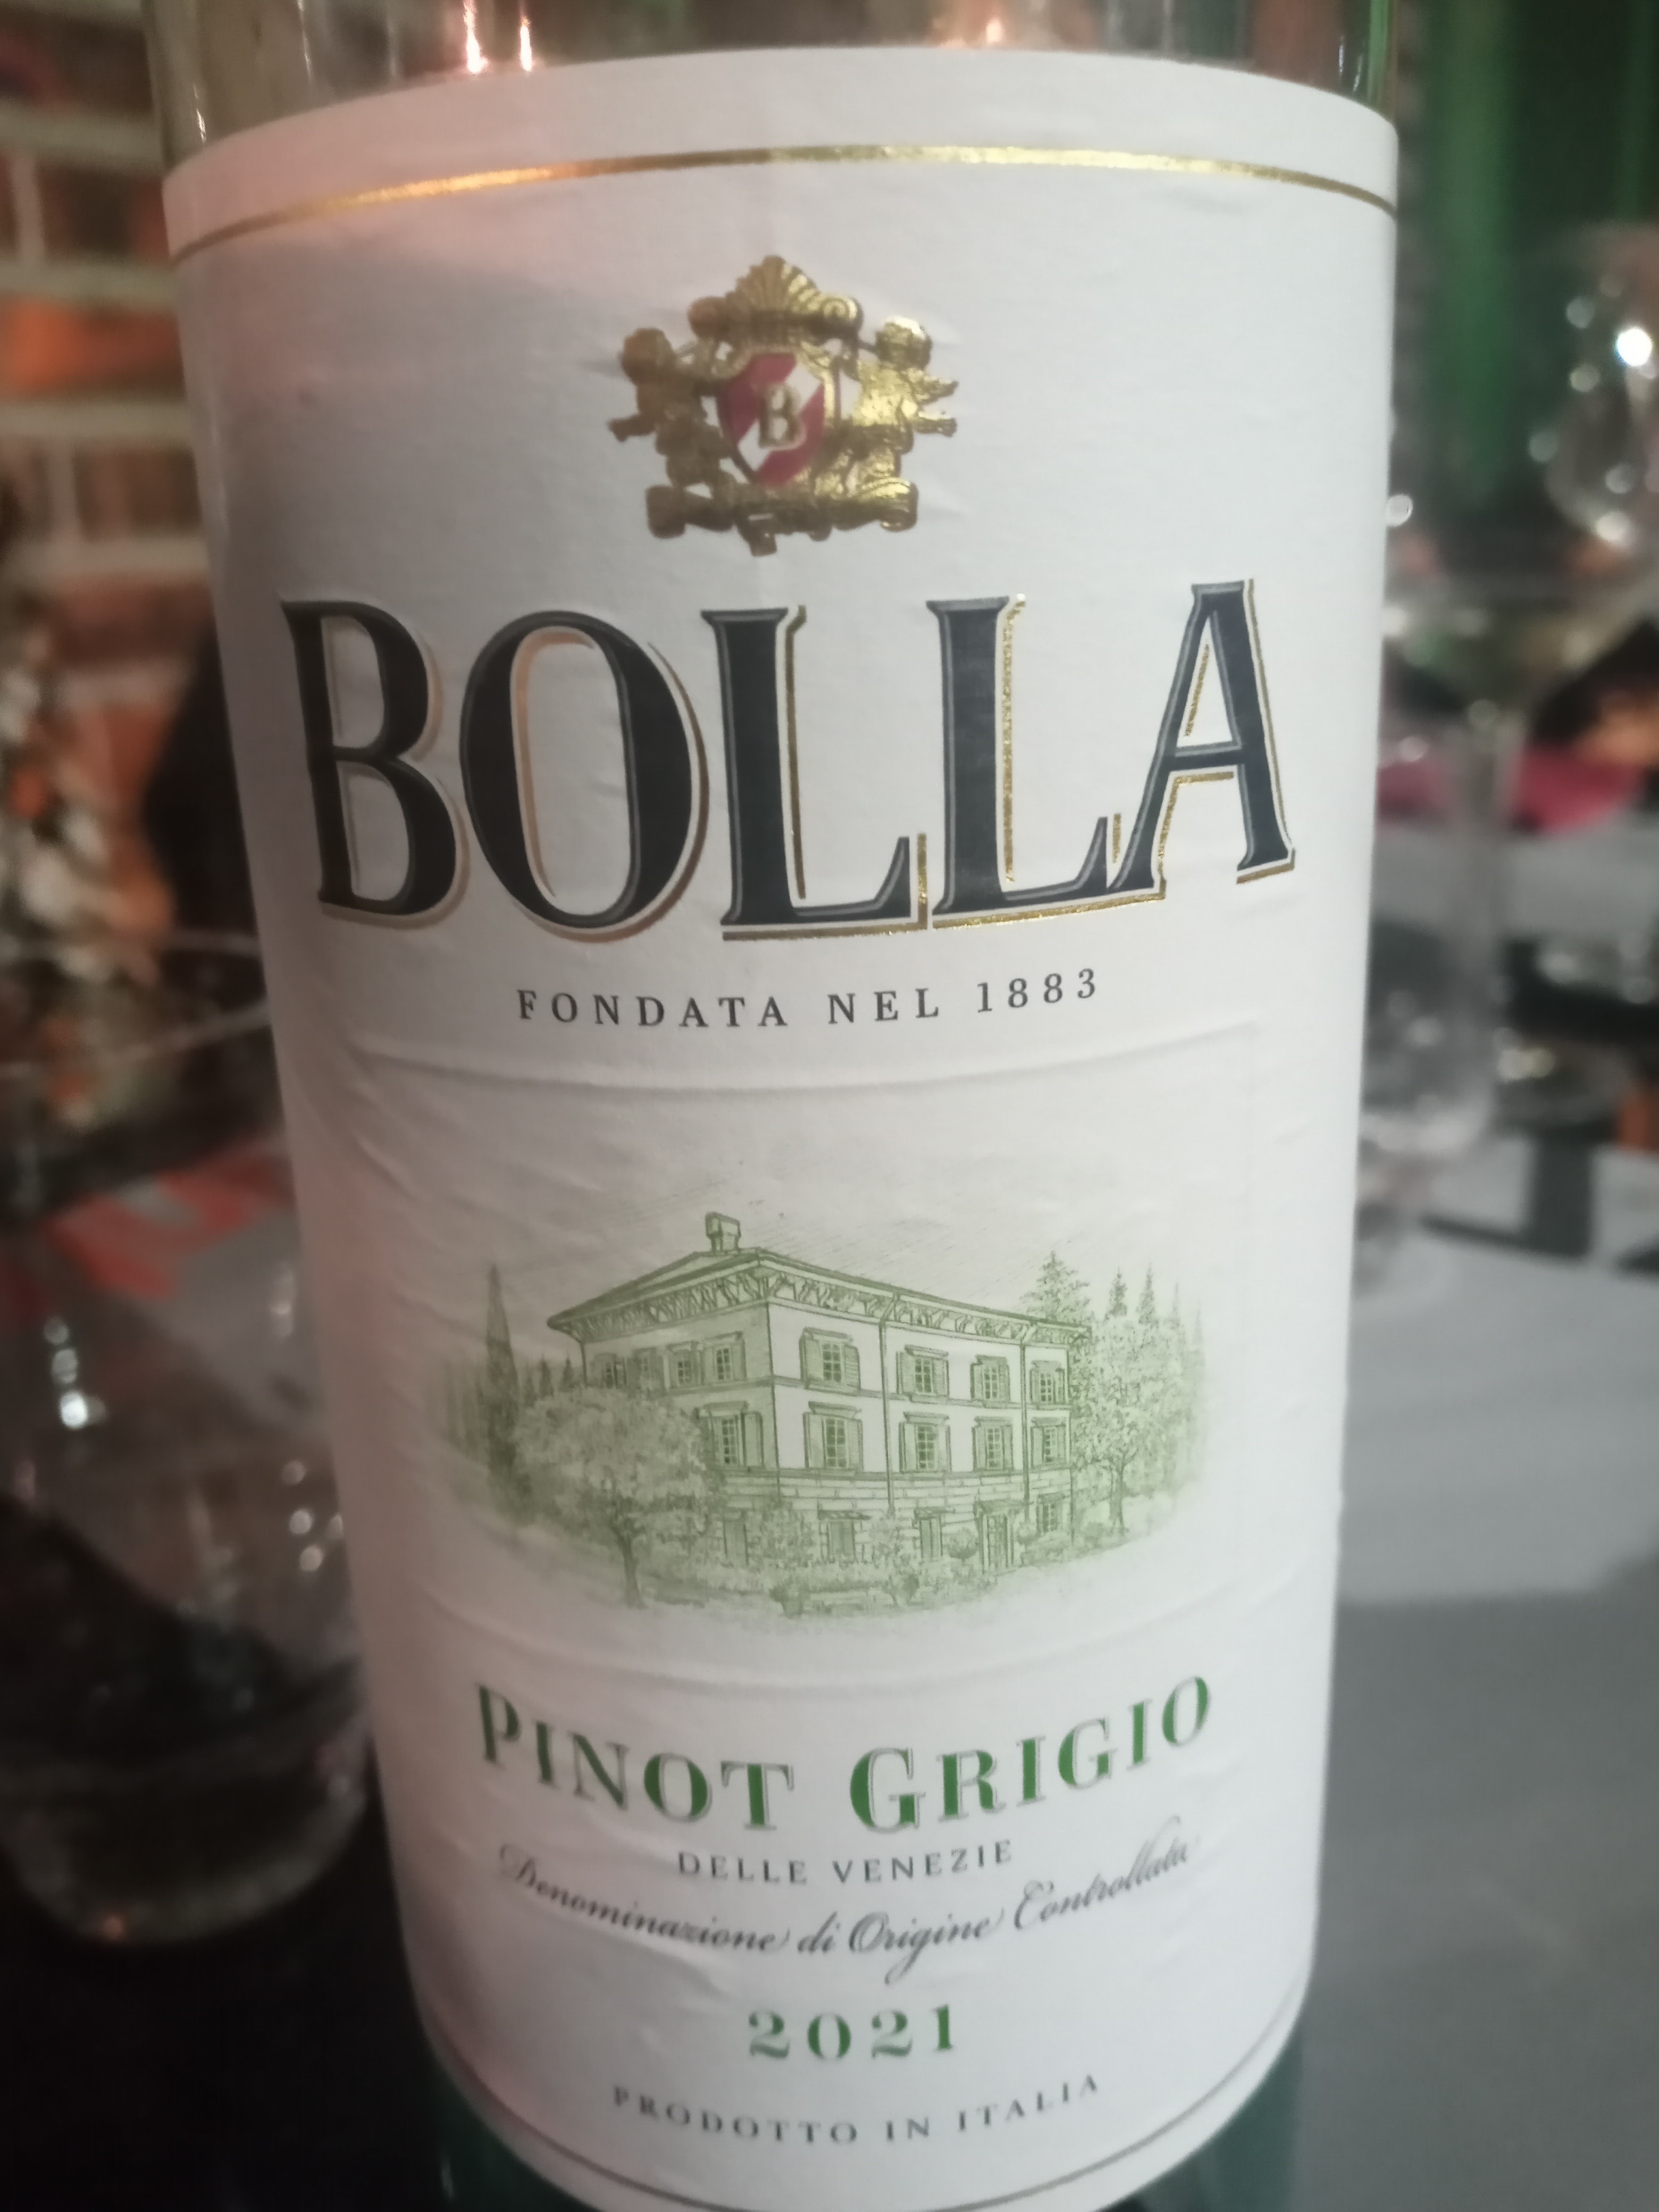 B
BOLLA
FONDATA NEL 1883
PINOT GRIGIO
DELLE VENEZIE
Denominazione di Origine Controllata
2021
PRODOTTO IN ITALIA